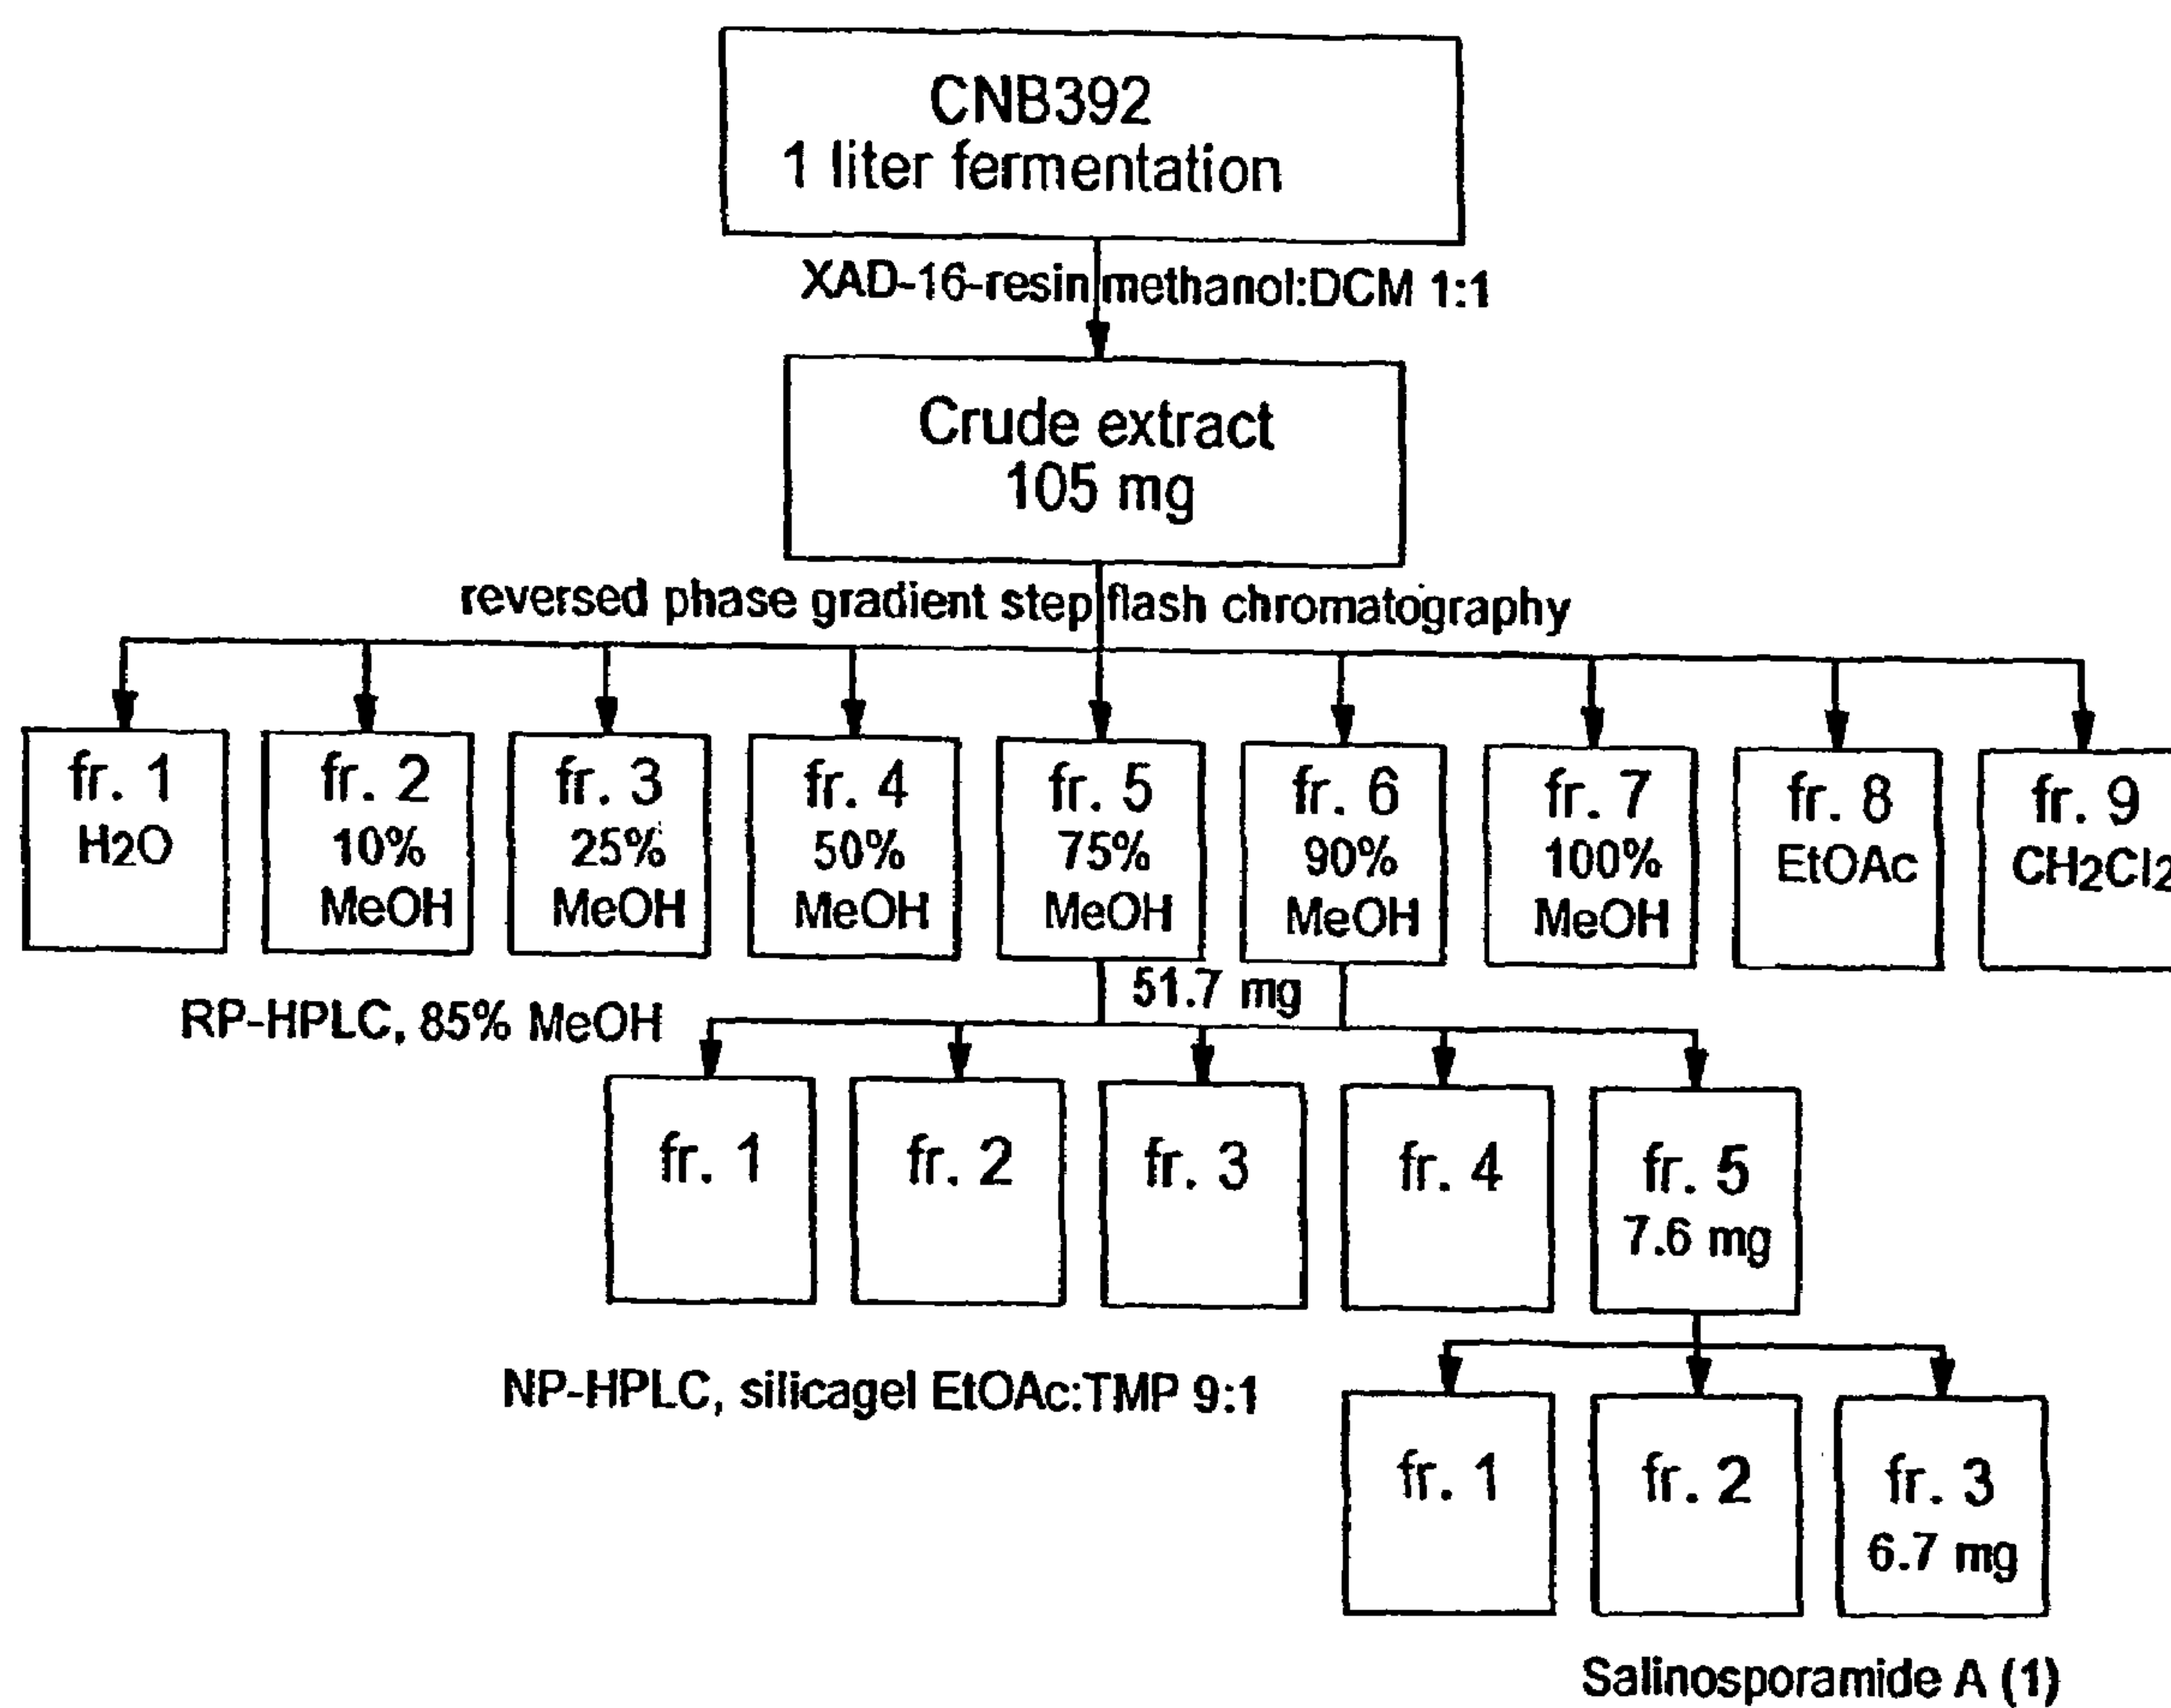 CNB392
1 liter fermentation
XAD-16-resin methanol:DCM 1:1
Crude extract
105 mg
reversed phase gradient step flash chromatography
fr. 1
H2O
fr. 2
10%
MeOH
fr. 3
25%
MeOH
fr. 4
50%
MeOH
fr. 5
75%
MeOH
fr. 6
90%
MeOH
fr. 7
100%
MeOH
fr. 8
EtOAc
fr. 9
CH2Cl2
51.7 mg
RP-HPLC, 85% MeOH
fr. 1
fr. 2
fr. 3
fr. 4
fr. 5
7.6 mg
NP-HPLC, silicagel EtOAc:TMP 9:1
fr. 1
fr. 2
fr. 3
6.7 mg
Salinosporamide A (1)